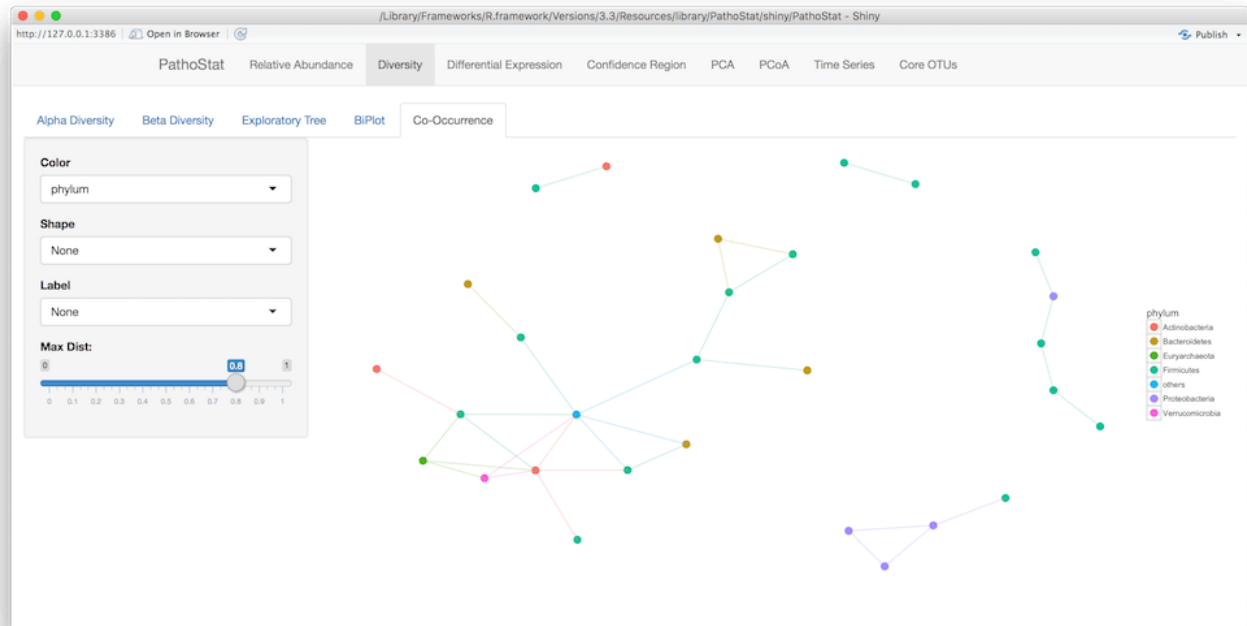 /Library/Frameworks/R.framework/Versions/3.3/Resources/library/PathoStat/shiny/PathoStat - Shiny
http://127.0.0.1:3386 Open in Browser Publish
PathoStat Relative Abundance Diversity Differential Expression Confidence Region PCA PCoA Time Series Core OTUs
Alpha Diversity Beta Diversity Exploratory Tree BiPlot Co-Occurrence
Color
phylum
Shape
None
Label
None
Max Dist:
0 0.8 1
0 0.1 0.2 0.3 0.4 0.5 0.6 0.7 0.8 0.9 1
phylum
Actinobacteria
Bacteroidetes
Euryarchaeota
Firmicutes
others
Proteobacteria
Verrucomicrobia